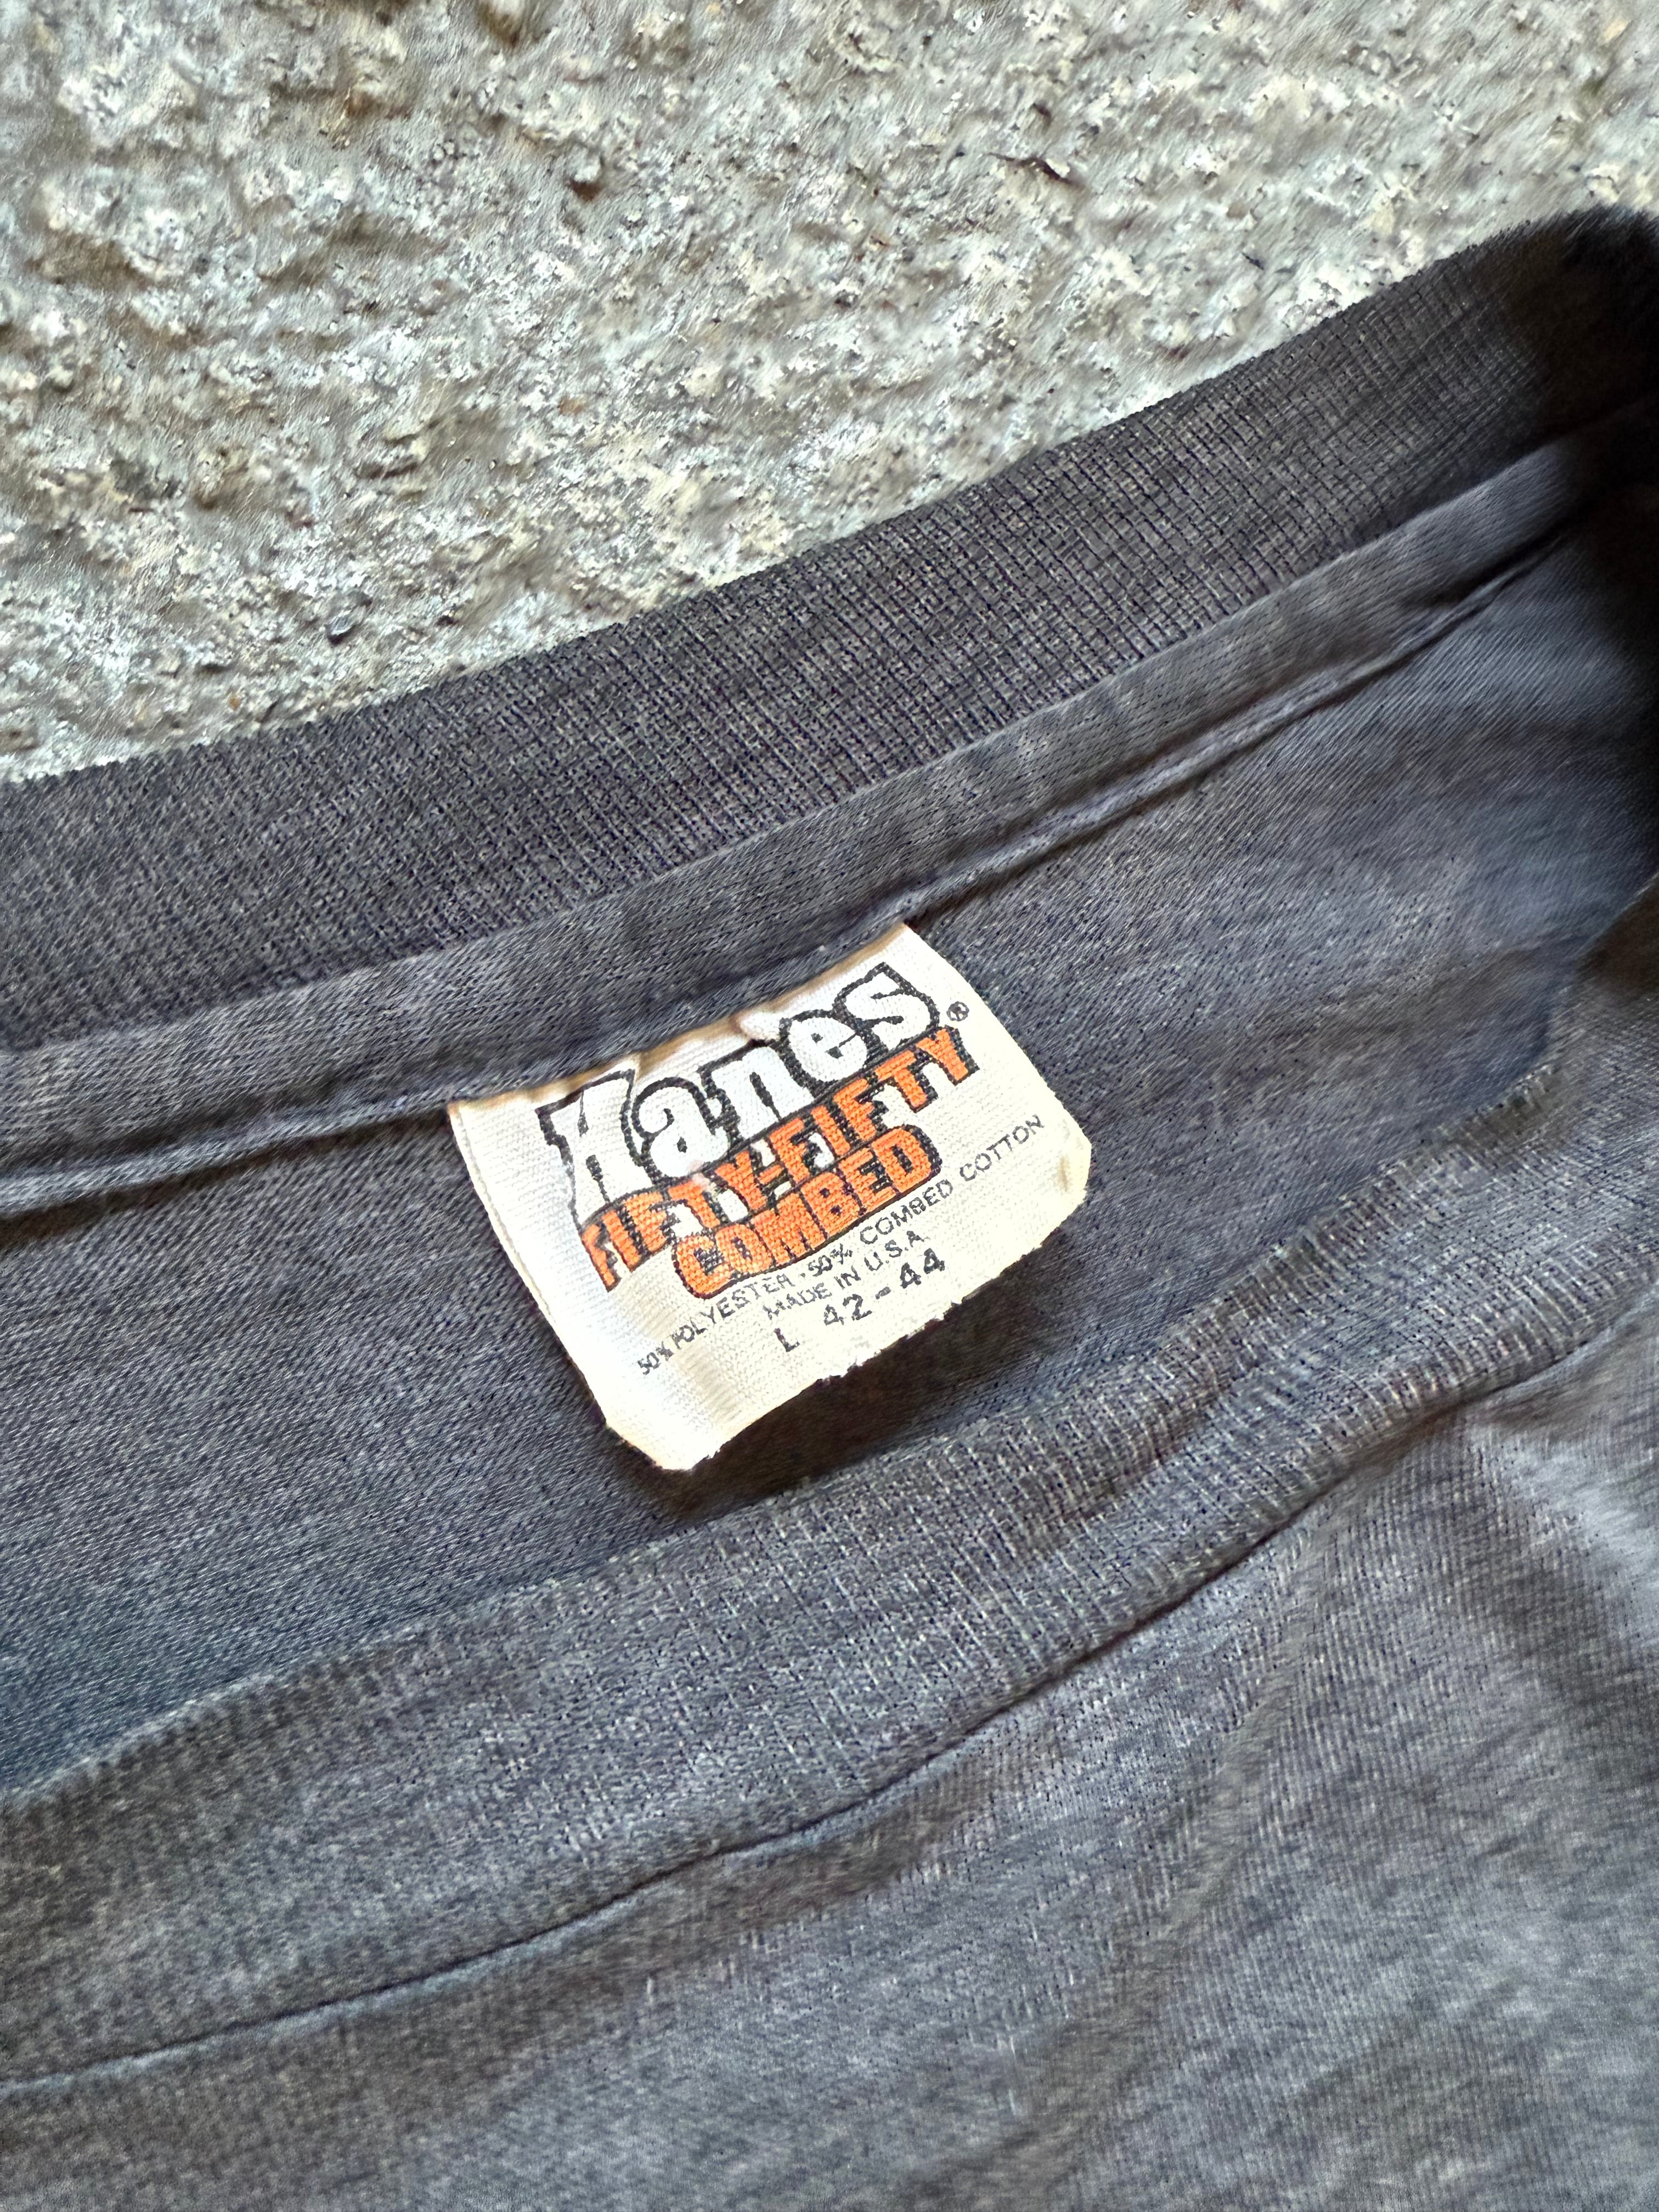 Hanes®
FIFTY-FIFTY
COMBED
50% POLYESTER • 50% COMBED COTTON
MADE IN U.S.A.
L 42-44